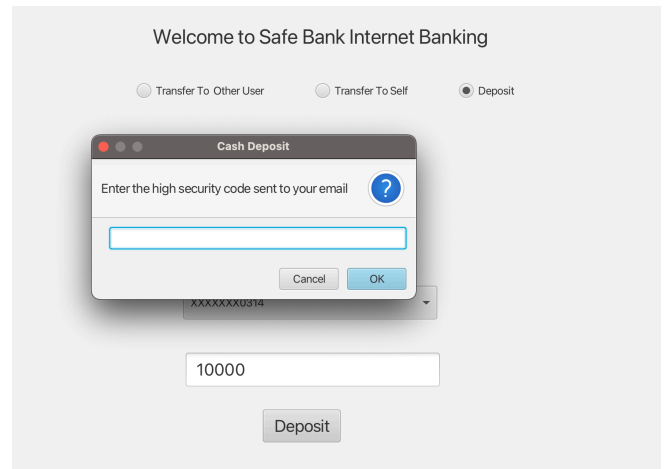 Welcome to Safe Bank Internet Banking
Transfer To Other User
Transfer To Self
Deposit
Cash Deposit
Enter the high security code sent to your email
?
Cancel
OK
XXXXXXX0314
10000
Deposit